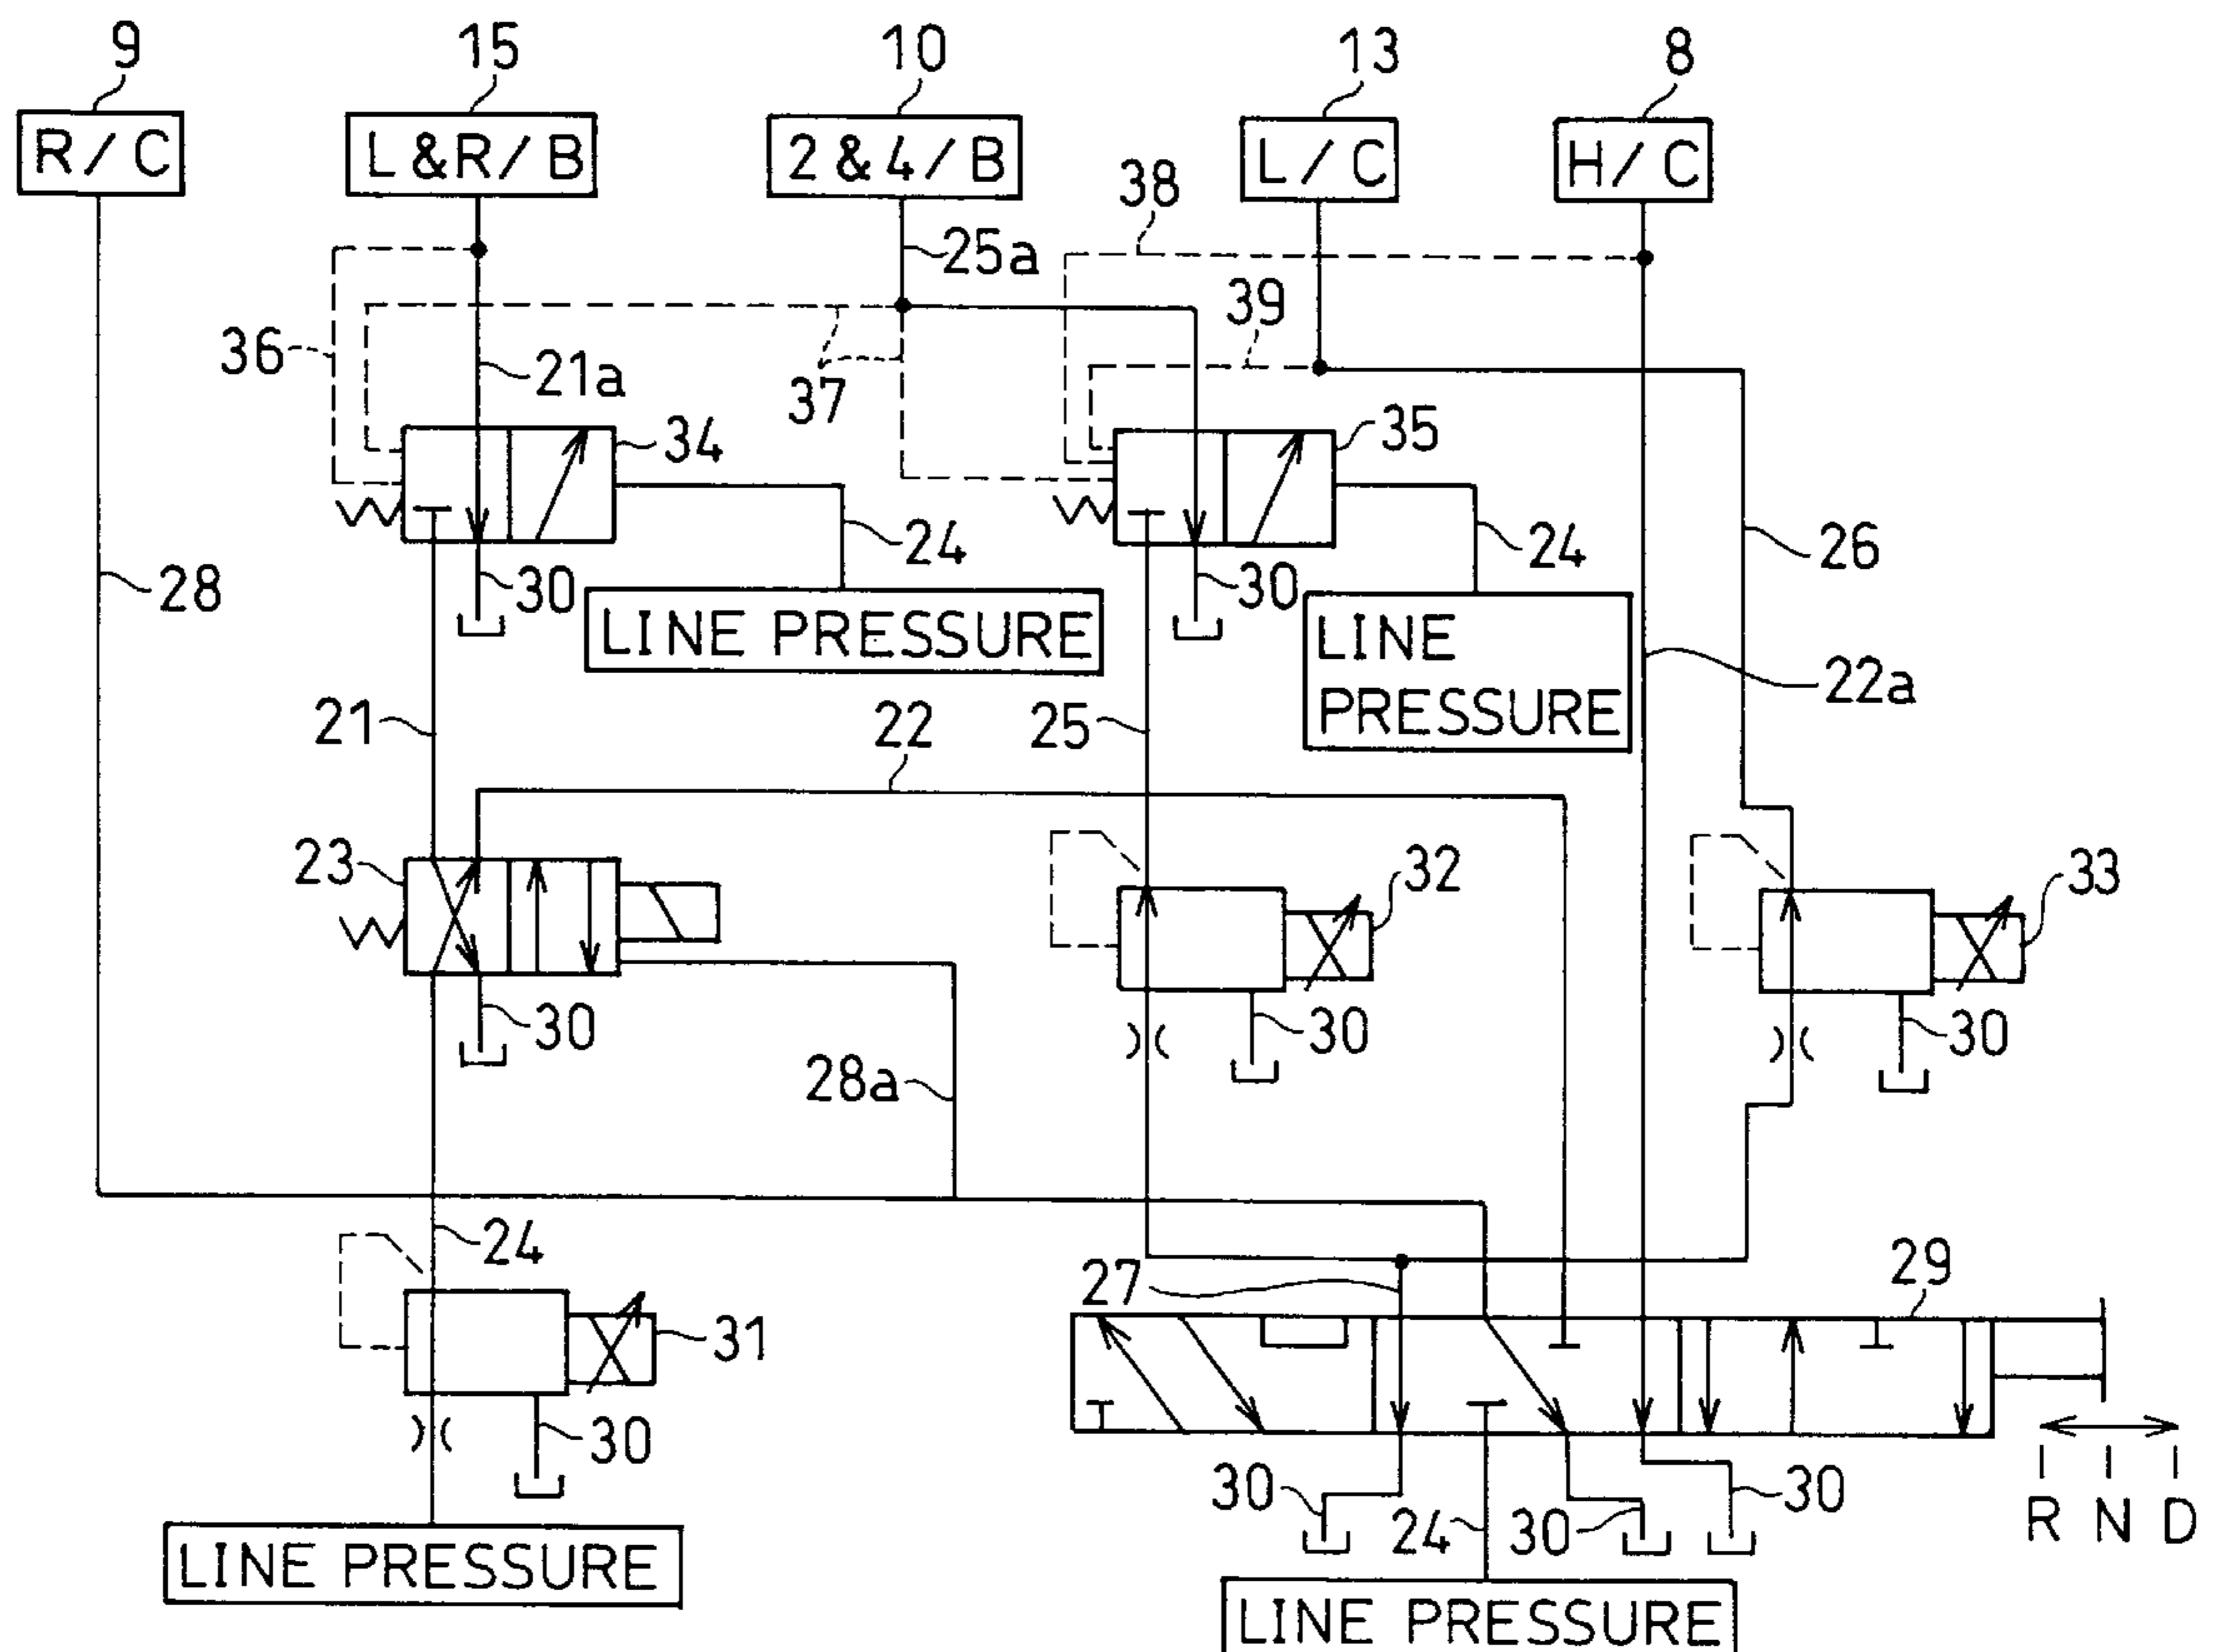 9
15
10
13
8
R/C
L&R/B
2&4/B
L/C
H/C
38
25a
39
36
21a
37
34
35
24
24
26
28
30
30
LINE PRESSURE
LINE
PRESSURE
22a
21
22
25
23
32
33
30
30
30
28a
24
27
29
31
30
30
24
30
30
R N D
LINE PRESSURE
LINE PRESSURE